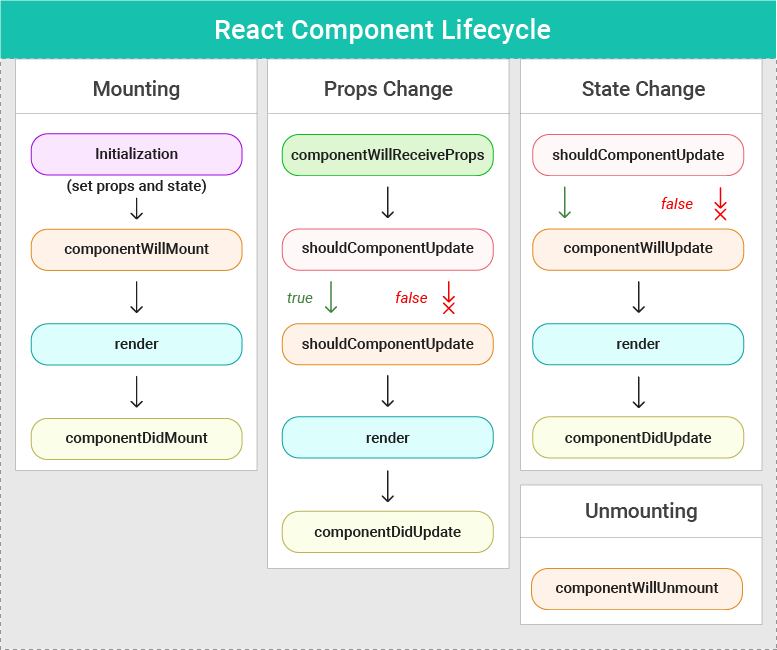 React Component Lifecycle
Mounting
Initialization
(set props and state)
componentWillMount
render
componentDidMount
Props Change
componentWillReceiveProps
shouldComponentUpdate
true
false
shouldComponentUpdate
render
componentDidUpdate
State Change
shouldComponentUpdate
false
componentWillUpdate
render
componentDidUpdate
Unmounting
componentWillUnmount